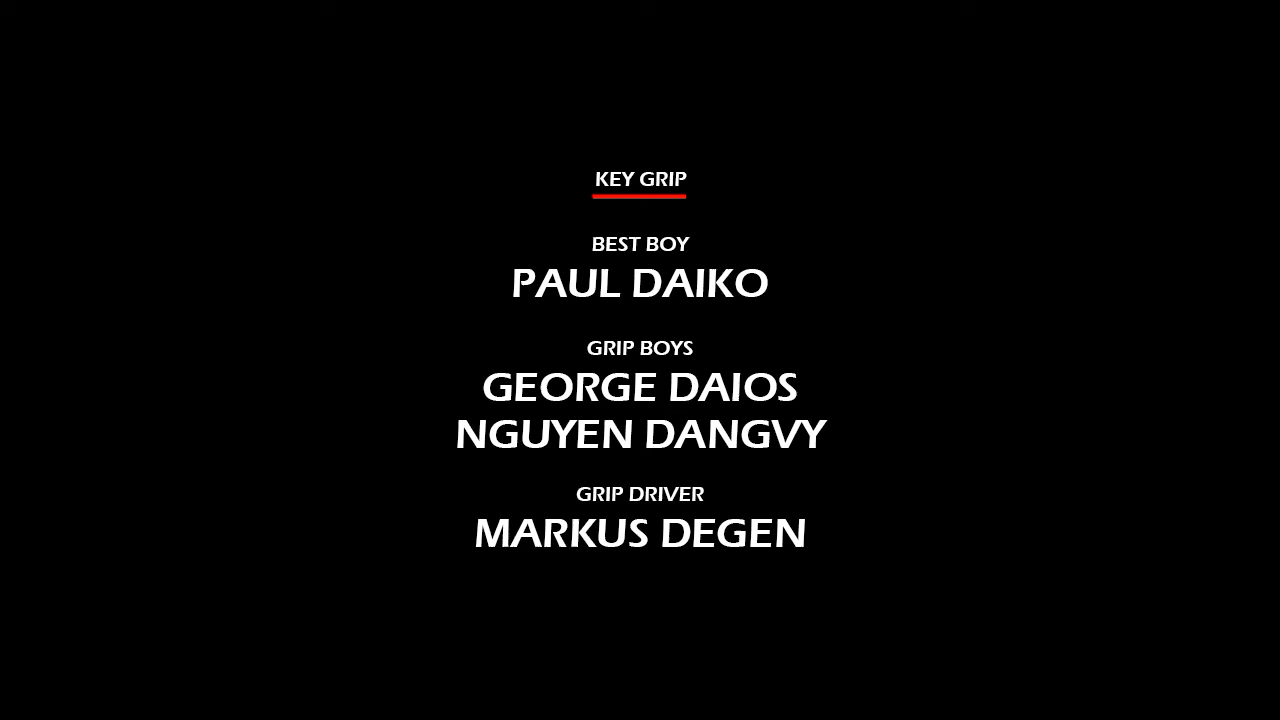 KEY GRIP
BEST BOY
PAUL DAIKO
GRIP BOYS
GEORGE DAIOS
NGUYEN DANGVY
GRIP DRIVER
MARKUS DEGEN